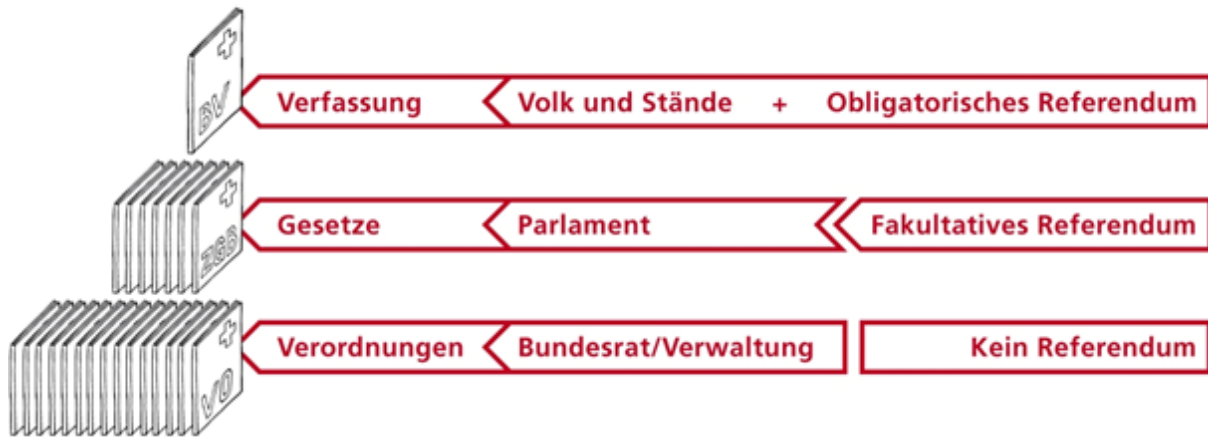 BV
Verfassung Volk und Stände + Obligatorisches Referendum
ZGB
Gesetze Parlament Fakultatives Referendum
VO
Verordnungen Bundesrat/Verwaltung Kein Referendum